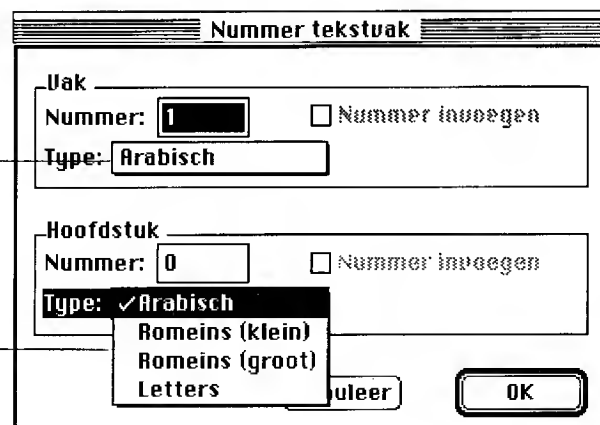 Nummer tekstvak
Vak
Nummer: 1 Nummer invoegen
Type: Arabisch
Hoofdstuk
Nummer: 0 Nummer invoegen
Type: ✓Arabisch
Romeins (klein)
Romeins (groot)
Letters
uleer OK